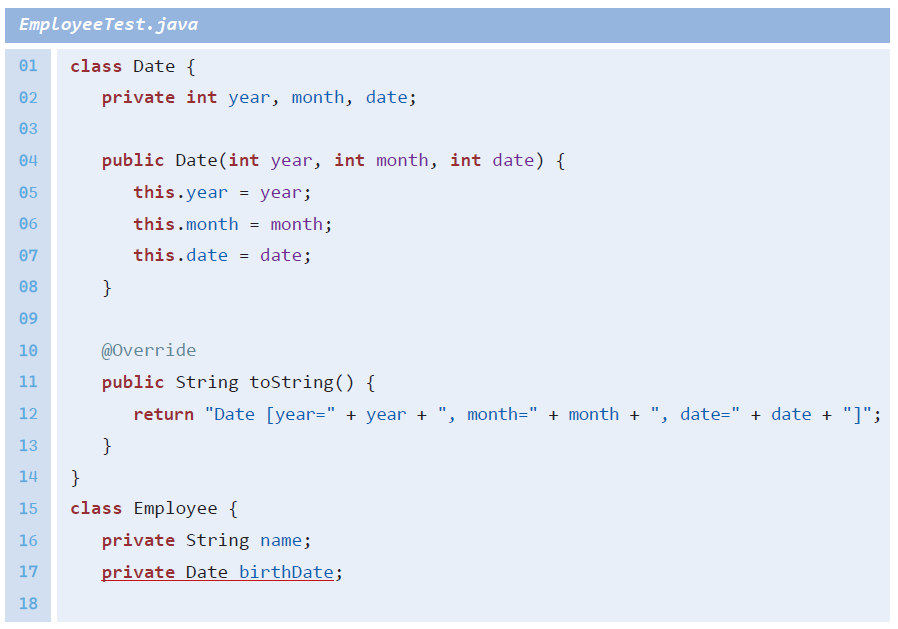 EmployeeTest.java
01 class Date {
02 private int year, month, date;
03
04 public Date(int year, int month, int date) {
05 this.year = year;
06 this.month = month;
07 this.date = date;
08 }
09
10 @Override
11 public String toString() {
12 return "Date [year=" + year + ", month=" + month + ", date=" + date + "]";
13 }
14 }
15 class Employee {
16 private String name;
17 private Date birthDate;
18